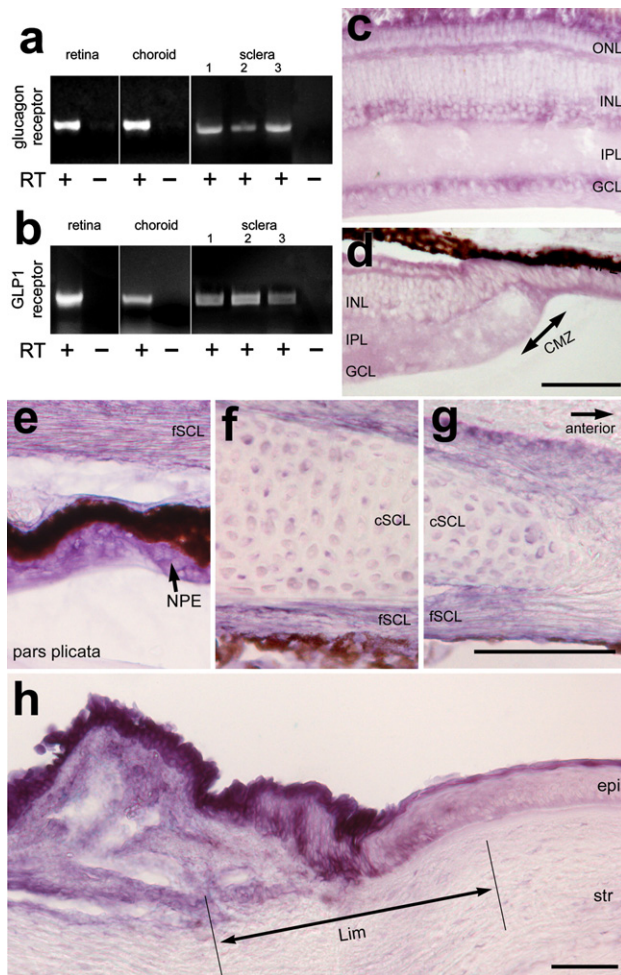 a
retina choroid sclera
1 2 3
glucagon
receptor
RT + − + − + + + −
b
retina choroid sclera
1 2 3
GLP1
receptor
RT + − + − + + + −
c
ONL
INL
IPL
GCL
d
INL
IPL
GCL
CMZ
e
fSCL
NPE
pars plicata
f
cSCL
fSCL
g
anterior
cSCL
fSCL
h
epi
str
Lim